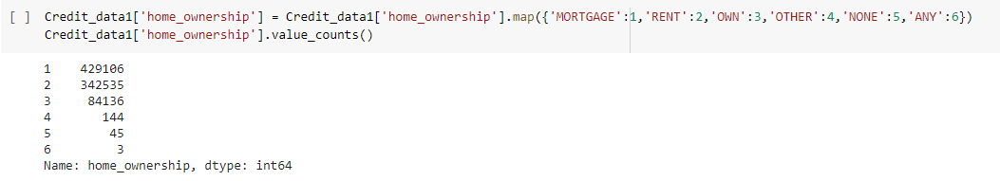 [ ] Credit_data1['home_ownership'] = Credit_data1['home_ownership'].map({'MORTGAGE':1,'RENT':2,'OWN':3,'OTHER':4,'NONE':5,'ANY':6})
Credit_data1['home_ownership'].value_counts()
1    429106
2    342535
3     84136
4       144
5        45
6         3
Name: home_ownership, dtype: int64